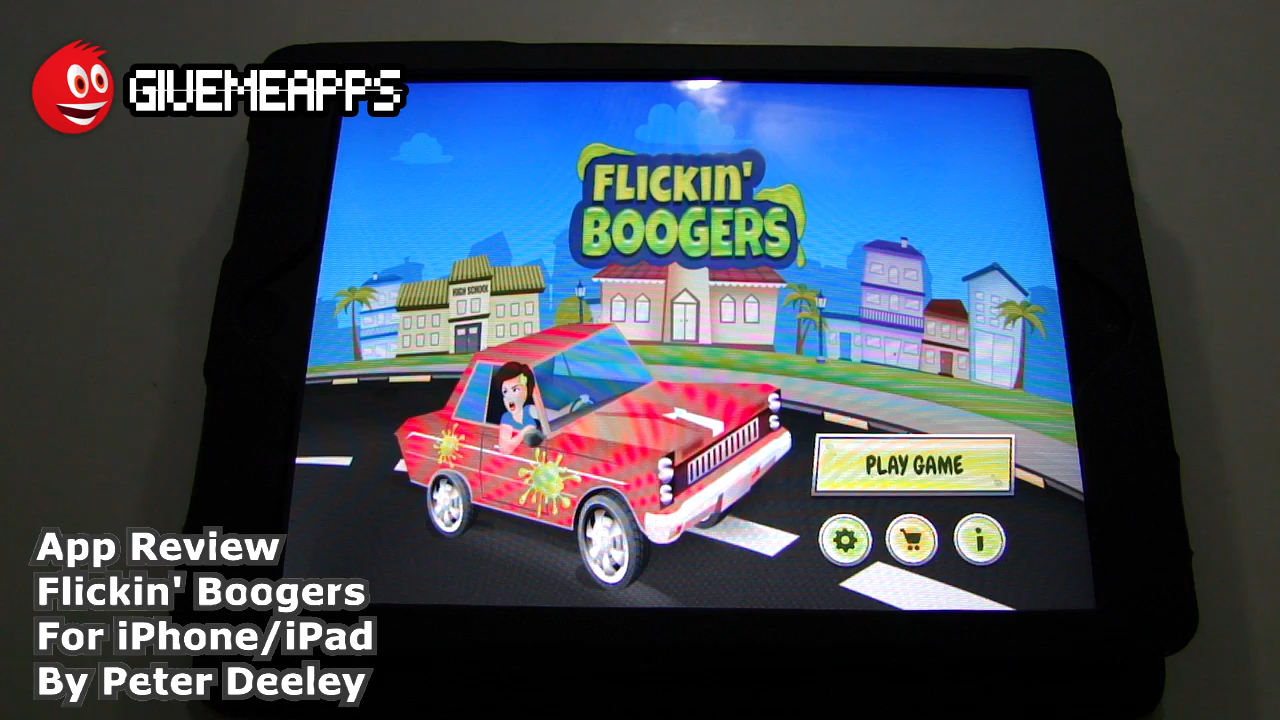 GIVEMEAPPS
FLICKIN'
BOOGERS
HIGH SCHOOL
PLAY GAME
i
App Review
Flickin' Boogers
For iPhone/iPad
By Peter Deeley